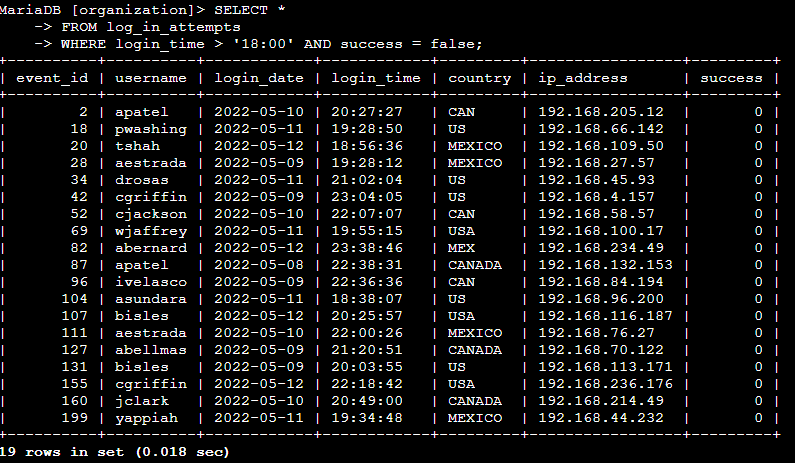 MariaDB [organization]> SELECT *
    -> FROM log_in_attempts
    -> WHERE login_time > '18:00' AND success = false;
+----------+----------+------------+------------+---------+-----------------+---------+
| event_id | username | login_date | login_time | country | ip_address      | success |
+----------+----------+------------+------------+---------+-----------------+---------+
|        2 | apatel   | 2022-05-10 | 20:27:27   | CAN     | 192.168.205.12  |       0 |
|       18 | pwashing | 2022-05-11 | 19:28:50   | US      | 192.168.66.142  |       0 |
|       20 | tshah    | 2022-05-12 | 18:56:36   | MEXICO  | 192.168.109.50  |       0 |
|       28 | aestrada | 2022-05-09 | 19:28:12   | MEXICO  | 192.168.27.57   |       0 |
|       34 | drosas   | 2022-05-11 | 21:02:04   | US      | 192.168.45.93   |       0 |
|       42 | cgriffin | 2022-05-09 | 23:04:05   | US      | 192.168.4.157   |       0 |
|       52 | cjackson | 2022-05-10 | 22:07:07   | CAN     | 192.168.58.57   |       0 |
|       69 | wjaffrey | 2022-05-11 | 19:55:15   | USA     | 192.168.100.17  |       0 |
|       82 | abernard | 2022-05-12 | 23:38:46   | MEX     | 192.168.234.49  |       0 |
|       87 | apatel   | 2022-05-08 | 22:38:31   | CANADA  | 192.168.132.153 |       0 |
|       96 | ivelasco | 2022-05-09 | 22:36:36   | CAN     | 192.168.84.194  |       0 |
|      104 | asundara | 2022-05-11 | 18:38:07   | US      | 192.168.96.200  |       0 |
|      107 | bisles   | 2022-05-12 | 20:25:57   | USA     | 192.168.116.187 |       0 |
|      111 | aestrada | 2022-05-10 | 22:00:26   | MEXICO  | 192.168.76.27   |       0 |
|      127 | abellmas | 2022-05-09 | 21:20:51   | CANADA  | 192.168.70.122  |       0 |
|      131 | bisles   | 2022-05-09 | 20:03:55   | US      | 192.168.113.171 |       0 |
|      155 | cgriffin | 2022-05-12 | 22:18:42   | USA     | 192.168.236.176 |       0 |
|      160 | jclark   | 2022-05-10 | 20:49:00   | CANADA  | 192.168.214.49  |       0 |
|      199 | yappiah  | 2022-05-11 | 19:34:48   | MEXICO  | 192.168.44.232  |       0 |
+----------+----------+------------+------------+---------+-----------------+---------+
19 rows in set (0.018 sec)